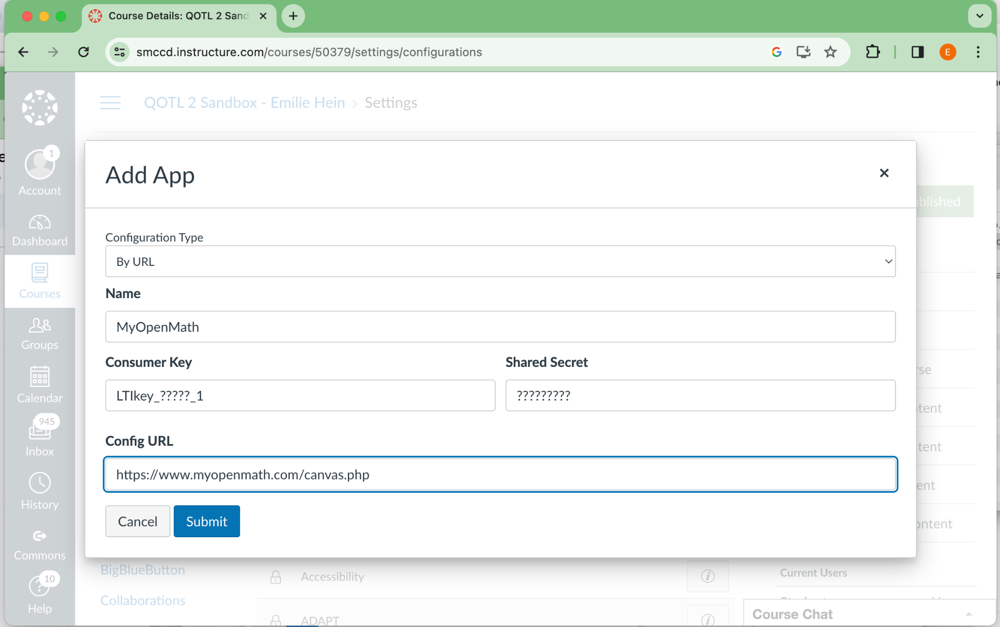 Course Details: QOTL 2 Sand
smccd.instructure.com/courses/50379/settings/configurations
E
QOTL 2 Sandbox - Emilie Hein > Settings
1
Account
Dashboard
Courses
Groups
Calendar
945
Inbox
History
Commons
10
Help
Add App
Configuration Type
By URL
Name
MyOpenMath
Consumer Key
Shared Secret
LTIkey_?????_1
?????????
Config URL
https://www.myopenmath.com/canvas.php
Cancel
Submit
blished
rse
tent
tent
ent
ontent
BigBlueButton
Collaborations
Accessibility
ADAPT
Current Users
Course Chat